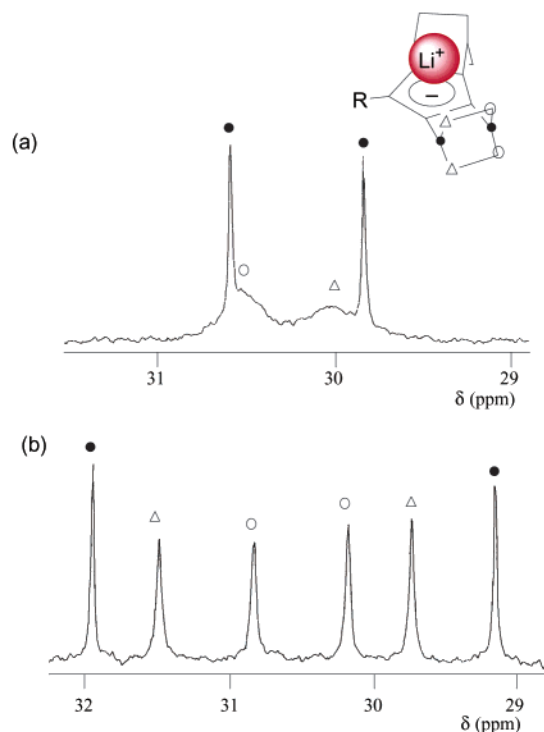 Li+
R
−
(a)
● ● ○ △
31 30 29
δ (ppm)
(b)
● △ ○ ○ △ ●
32 31 30 29
δ (ppm)